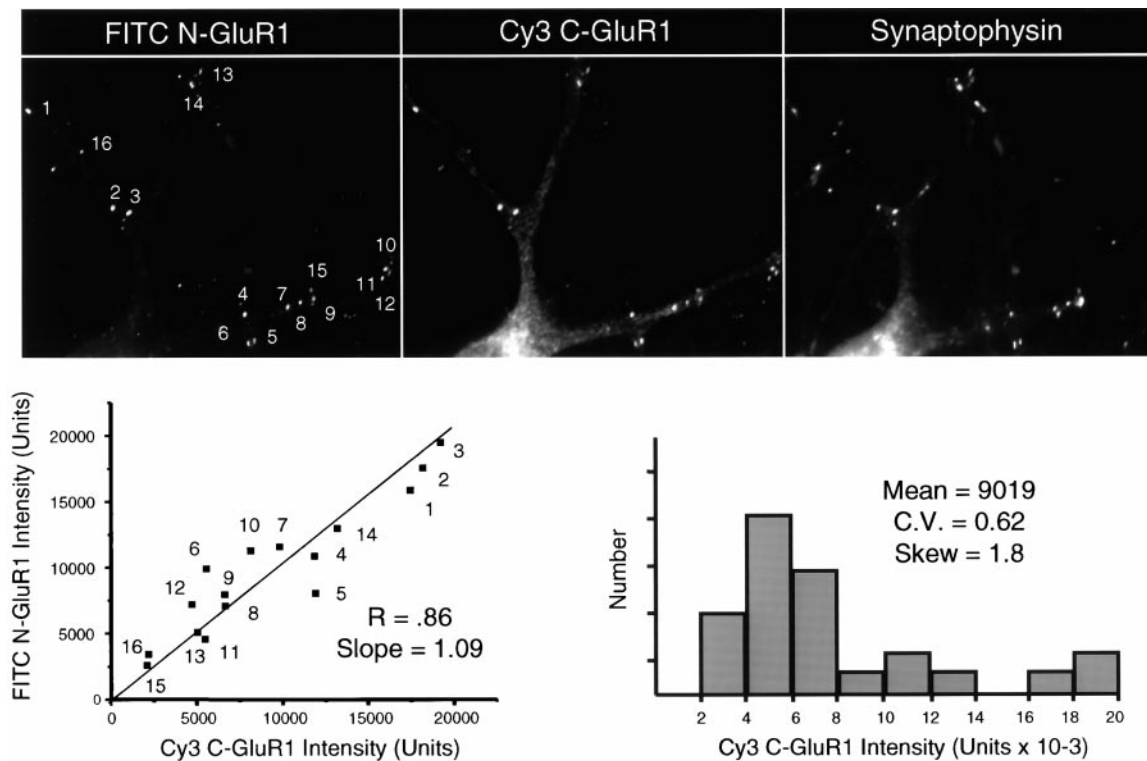 FITC N-GluR1
Cy3 C-GluR1
Synaptophysin
13
1
14
16
2 3
10
15
4 7 11
12
6 5 8 9
20000
15000
10000
5000
0
FITC N-GluR1 Intensity (Units)
3
2
1
10 7
14
6
4
12 9
5
8
16
13 11
15
R = .86
Slope = 1.09
0 5000 10000 15000 20000
Cy3 C-GluR1 Intensity (Units)
Number
Mean = 9019
C.V. = 0.62
Skew = 1.8
2 4 6 8 10 12 14 16 18 20
Cy3 C-GluR1 Intensity (Units x 10-3)